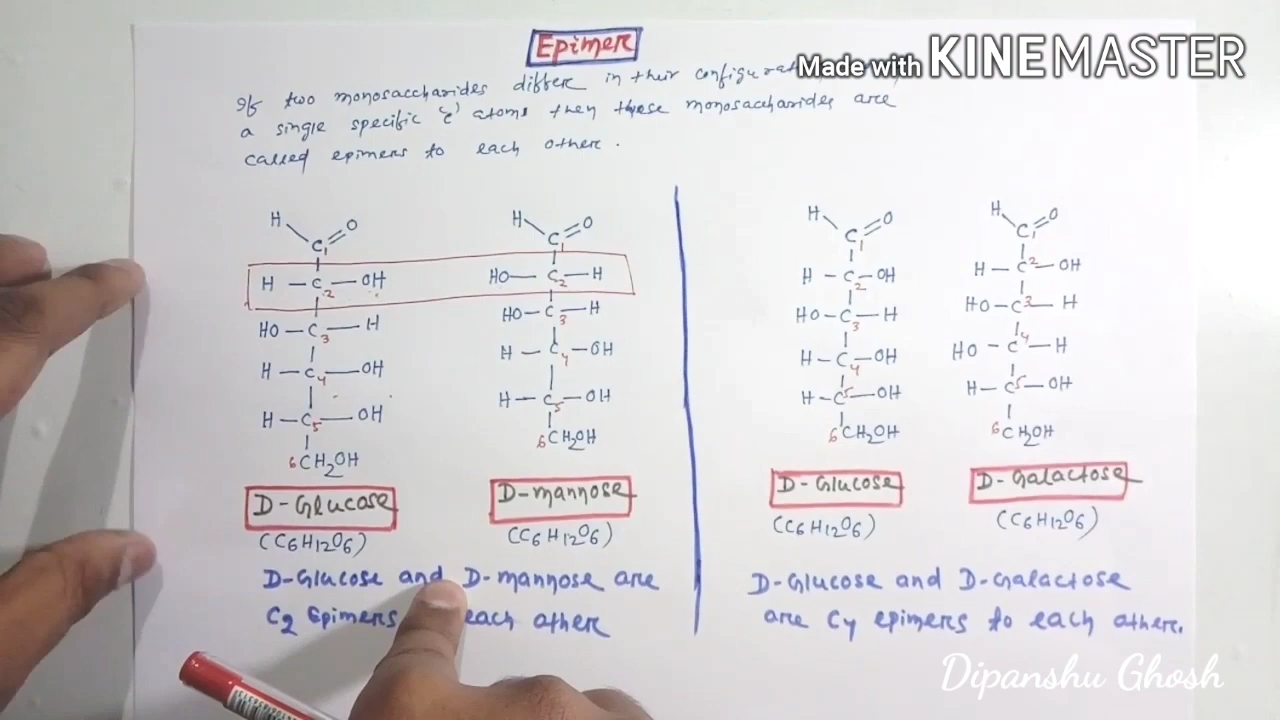 Epimer
Made with KINEMASTER
If two monosaccharides differ in their
a single specific 'c' atoms then these monosaccharides are
called epimers to each other.
H O H O H O H O
C1 C1 C1 C1
H – C2 – OH HO – C2 – H H – C2 – OH H – C2 – OH
HO – C3 – H HO – C3 – H HO – C3 – H HO – C3 – H
H – C4 – OH H – C4 – OH H – C4 – OH HO – C4 – H
H – C5 – OH H – C5 – OH H – C5 – OH H – C5 – OH
6CH2OH 6CH2OH 6CH2OH 6CH2OH
D-Glucose D-mannose D-Glucose D-Galactose
(C6H12O6) (C6H12O6) (C6H12O6) (C6H12O6)
D-Glucose and D-mannose are
C2 Epimers each other
D-Glucose and D-Galactose
are C4 epimers to each other.
Dipanshu Ghosh